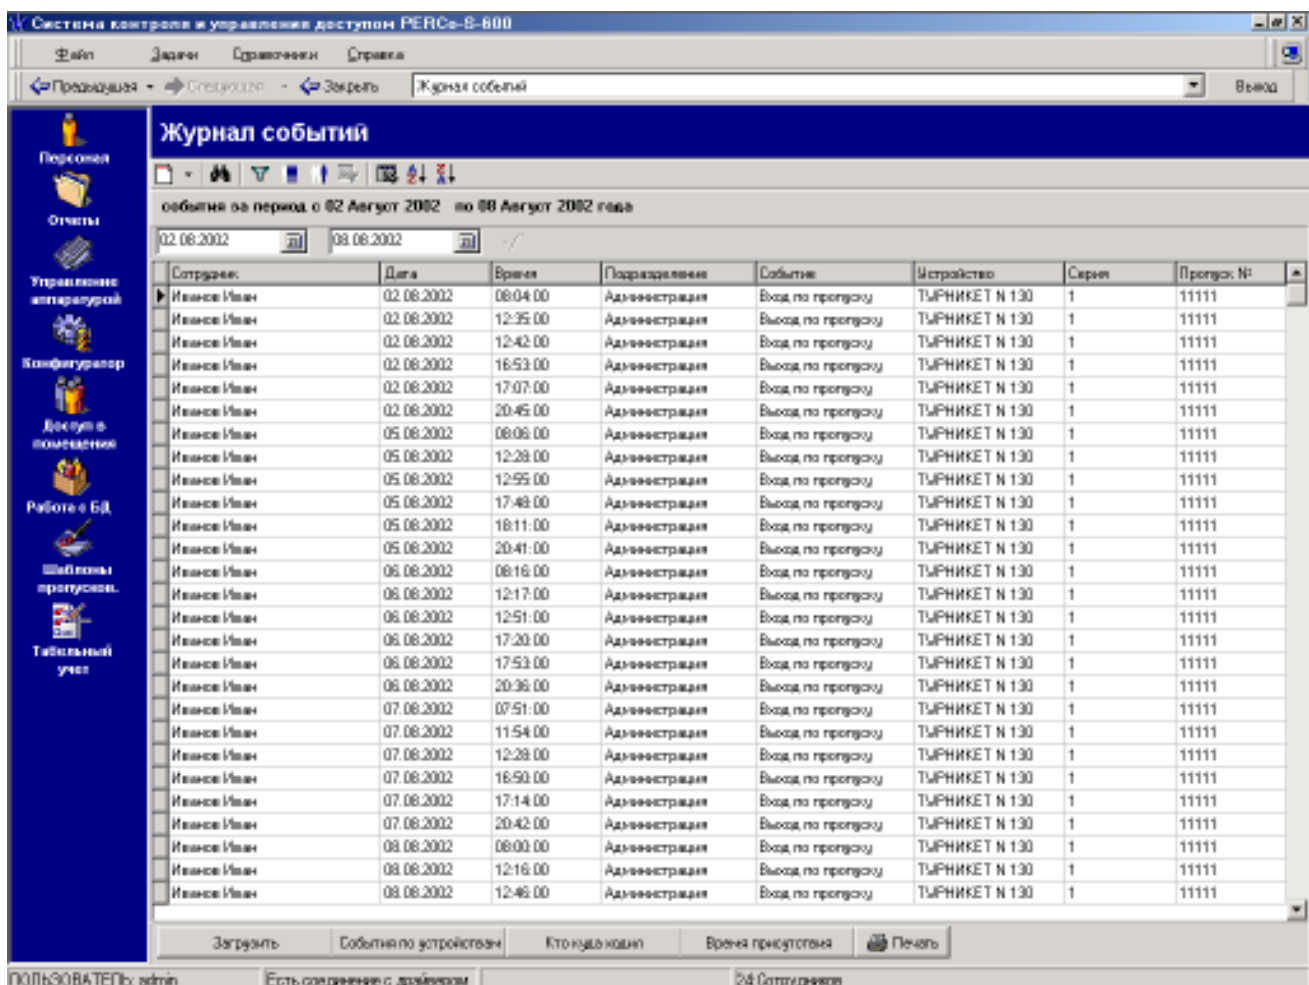 Система контроля и управления доступом PERCo-S-600
Файл Задачи Справочники Справка
Предыдущая Следующая Закрыть Журнал событий Выход
Журнал событий
события за период с 02 Август 2002 по 08 Август 2002 года
02.08.2002 08.08.2002
Персонал
Отчеты
Управление
аппаратурой
Конфигуратор
Доступ в
помещения
Работа с БД
Шаблоны
пропусков.
Табельный
учет
Сотрудник Дата Время Подразделение Событие Устройство Серия Пропуск №
Иванов Иван 02.08.2002 08:04:00 Администрация Вход по пропуску ТУРНИКЕТ N 130 1 11111
Иванов Иван 02.08.2002 12:35:00 Администрация Выход по пропуску ТУРНИКЕТ N 130 1 11111
Иванов Иван 02.08.2002 12:42:00 Администрация Вход по пропуску ТУРНИКЕТ N 130 1 11111
Иванов Иван 02.08.2002 16:53:00 Администрация Выход по пропуску ТУРНИКЕТ N 130 1 11111
Иванов Иван 02.08.2002 17:07:00 Администрация Вход по пропуску ТУРНИКЕТ N 130 1 11111
Иванов Иван 02.08.2002 20:45:00 Администрация Выход по пропуску ТУРНИКЕТ N 130 1 11111
Иванов Иван 05.08.2002 08:06:00 Администрация Вход по пропуску ТУРНИКЕТ N 130 1 11111
Иванов Иван 05.08.2002 12:28:00 Администрация Выход по пропуску ТУРНИКЕТ N 130 1 11111
Иванов Иван 05.08.2002 12:55:00 Администрация Вход по пропуску ТУРНИКЕТ N 130 1 11111
Иванов Иван 05.08.2002 17:48:00 Администрация Выход по пропуску ТУРНИКЕТ N 130 1 11111
Иванов Иван 05.08.2002 18:11:00 Администрация Вход по пропуску ТУРНИКЕТ N 130 1 11111
Иванов Иван 05.08.2002 20:41:00 Администрация Выход по пропуску ТУРНИКЕТ N 130 1 11111
Иванов Иван 06.08.2002 08:16:00 Администрация Вход по пропуску ТУРНИКЕТ N 130 1 11111
Иванов Иван 06.08.2002 12:17:00 Администрация Выход по пропуску ТУРНИКЕТ N 130 1 11111
Иванов Иван 06.08.2002 12:51:00 Администрация Вход по пропуску ТУРНИКЕТ N 130 1 11111
Иванов Иван 06.08.2002 17:20:00 Администрация Выход по пропуску ТУРНИКЕТ N 130 1 11111
Иванов Иван 06.08.2002 17:53:00 Администрация Вход по пропуску ТУРНИКЕТ N 130 1 11111
Иванов Иван 06.08.2002 20:36:00 Администрация Выход по пропуску ТУРНИКЕТ N 130 1 11111
Иванов Иван 07.08.2002 07:51:00 Администрация Вход по пропуску ТУРНИКЕТ N 130 1 11111
Иванов Иван 07.08.2002 11:54:00 Администрация Выход по пропуску ТУРНИКЕТ N 130 1 11111
Иванов Иван 07.08.2002 12:28:00 Администрация Вход по пропуску ТУРНИКЕТ N 130 1 11111
Иванов Иван 07.08.2002 16:50:00 Администрация Выход по пропуску ТУРНИКЕТ N 130 1 11111
Иванов Иван 07.08.2002 17:14:00 Администрация Вход по пропуску ТУРНИКЕТ N 130 1 11111
Иванов Иван 07.08.2002 20:42:00 Администрация Выход по пропуску ТУРНИКЕТ N 130 1 11111
Иванов Иван 08.08.2002 08:00:00 Администрация Вход по пропуску ТУРНИКЕТ N 130 1 11111
Иванов Иван 08.08.2002 12:16:00 Администрация Выход по пропуску ТУРНИКЕТ N 130 1 11111
Иванов Иван 08.08.2002 12:46:00 Администрация Вход по пропуску ТУРНИКЕТ N 130 1 11111
Загрузить События по устройствам Кто куда ходил Время присутствия Печать
ПОЛЬЗОВАТЕЛЬ: admin Есть соединение с драйвером 24 Сотрудников